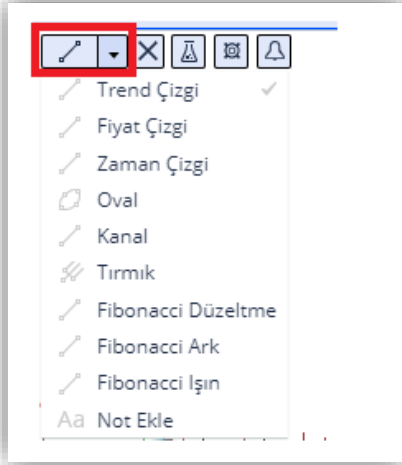 Trend Çizgi
Fiyat Çizgi
Zaman Çizgi
Oval
Kanal
Tırmık
Fibonacci Düzeltme
Fibonacci Ark
Fibonacci Işın
Aa Not Ekle